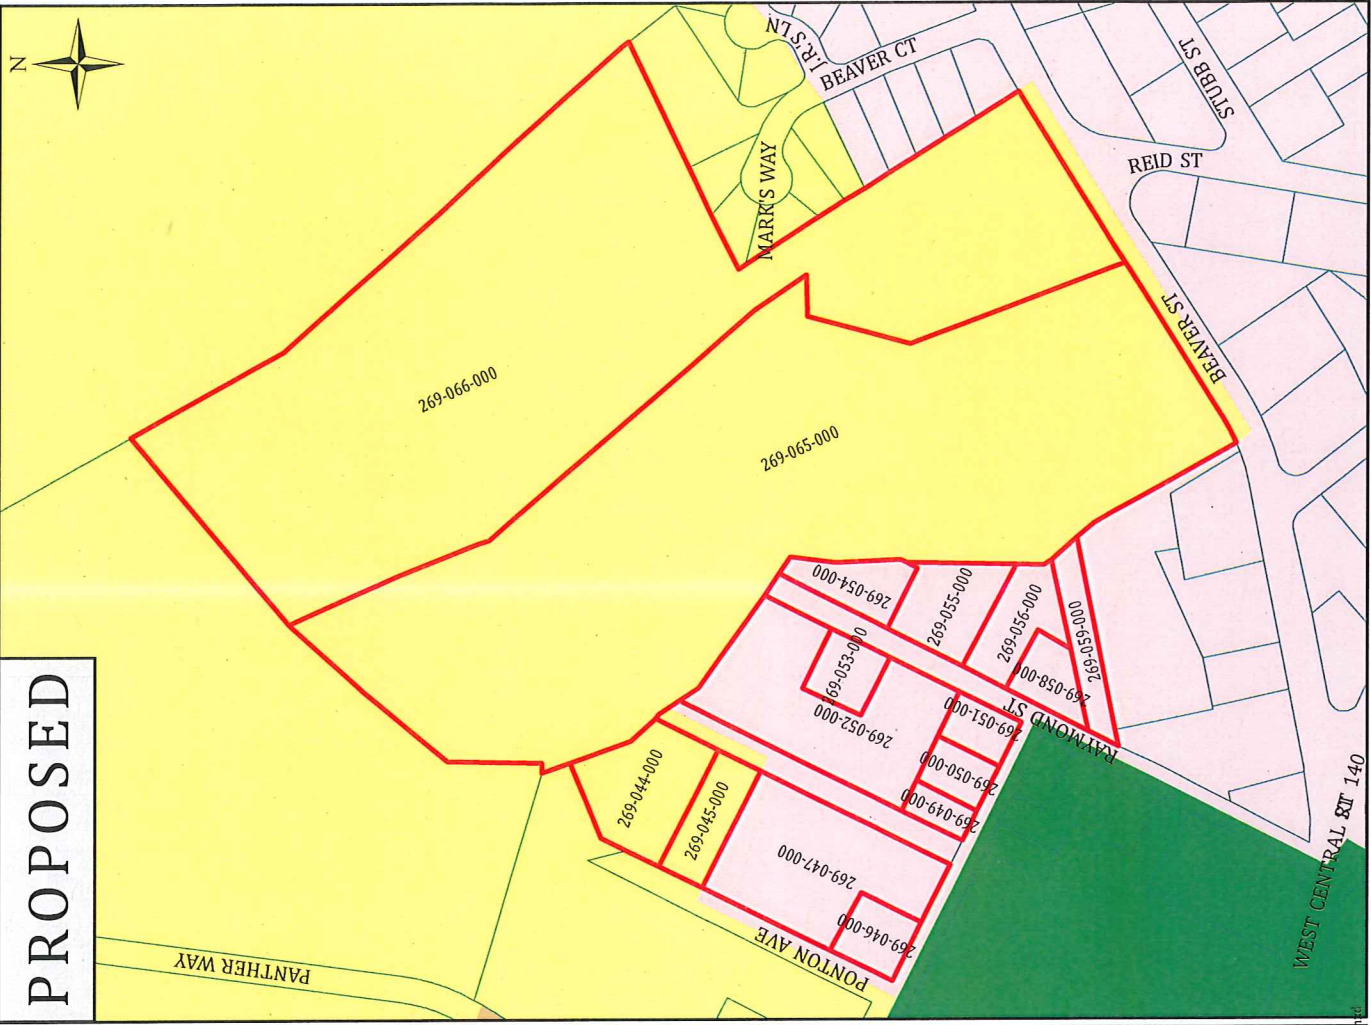 N
PROPOSED
J.R.'S LN
BEAVER CT
STUBB ST
REID ST
MARK'S WAY
BEAVER ST
269-066-000
269-065-000
269-054-000
269-055-000
269-056-000
269-059-000
269-058-000
269-053-000
269-052-000
269-051-000
269-050-000
269-049-000
RAYMOND ST
269-044-000
269-045-000
269-047-000
269-046-000
PONTON AVE
PANTHER WAY
WEST CENTRAL ST
RT 140